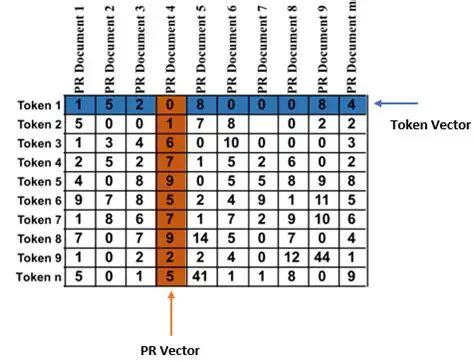 PR Document 1
PR Document 2
PR Document 3
PR Document 4
PR Document 5
PR Document 6
PR Document 7
PR Document 8
PR Document 9
PR Document m
Token 1 1 5 2 0 8 0 0 0 8 4
Token Vector
Token 2 5 0 0 1 7 8 0 2 2
Token 3 1 3 4 6 0 10 0 0 0 3
Token 4 2 5 2 7 1 5 2 6 0 2
Token 5 4 0 8 9 0 5 5 8 9 8
Token 6 9 7 8 5 2 4 9 1 11 5
Token 7 1 8 6 7 1 7 2 9 10 6
Token 8 7 0 7 9 14 5 0 7 0 4
Token 9 1 0 2 2 2 4 0 12 44 1
Token n 5 0 1 5 41 1 1 8 0 9
PR Vector